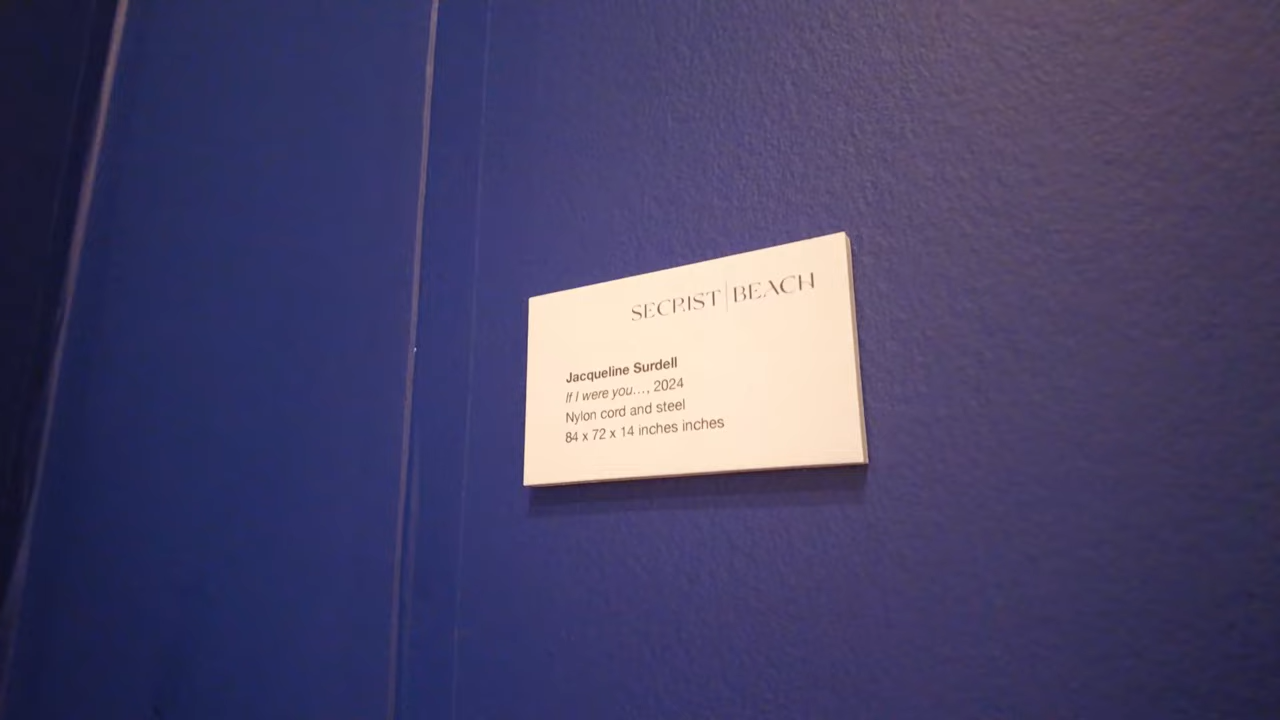 SECRIST | BEACH
Jacqueline Surdell
If I were you..., 2024
Nylon cord and steel
84 x 72 x 14 inches inches